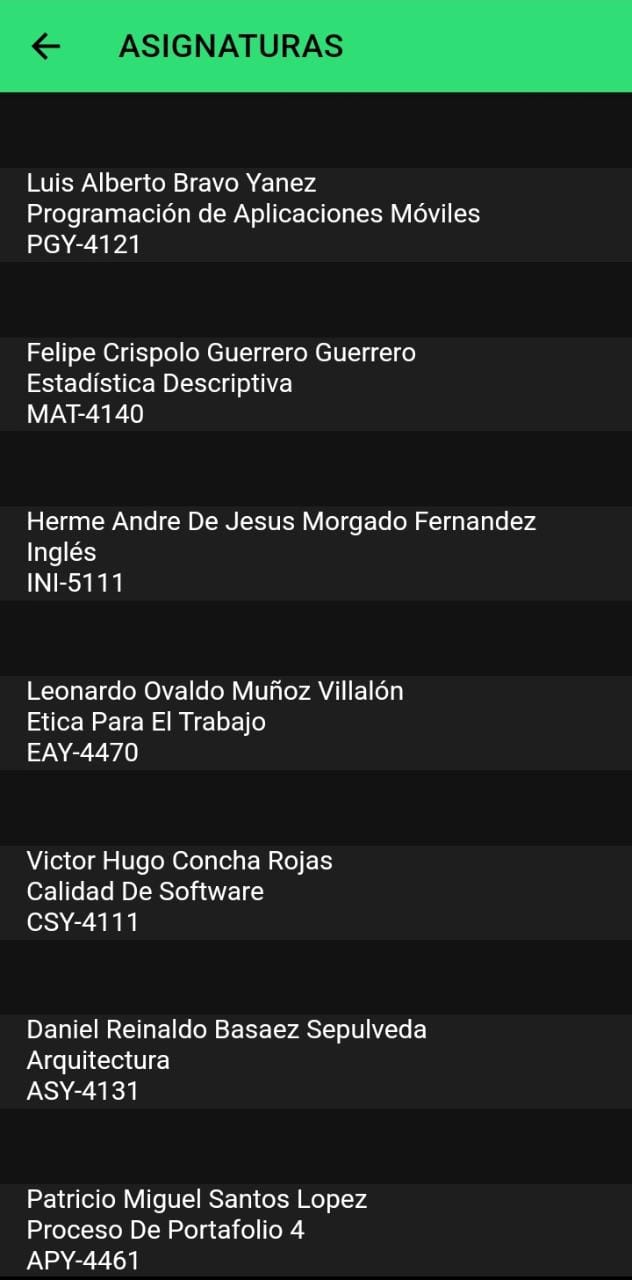 ASIGNATURAS
Luis Alberto Bravo Yanez
Programación de Aplicaciones Móviles
PGY-4121
Felipe Crispolo Guerrero Guerrero
Estadística Descriptiva
MAT-4140
Herme Andre De Jesus Morgado Fernandez
Inglés
INI-5111
Leonardo Ovaldo Muñoz Villalón
Etica Para El Trabajo
EAY-4470
Victor Hugo Concha Rojas
Calidad De Software
CSY-4111
Daniel Reinaldo Basaez Sepulveda
Arquitectura
ASY-4131
Patricio Miguel Santos Lopez
Proceso De Portafolio 4
APY-4461